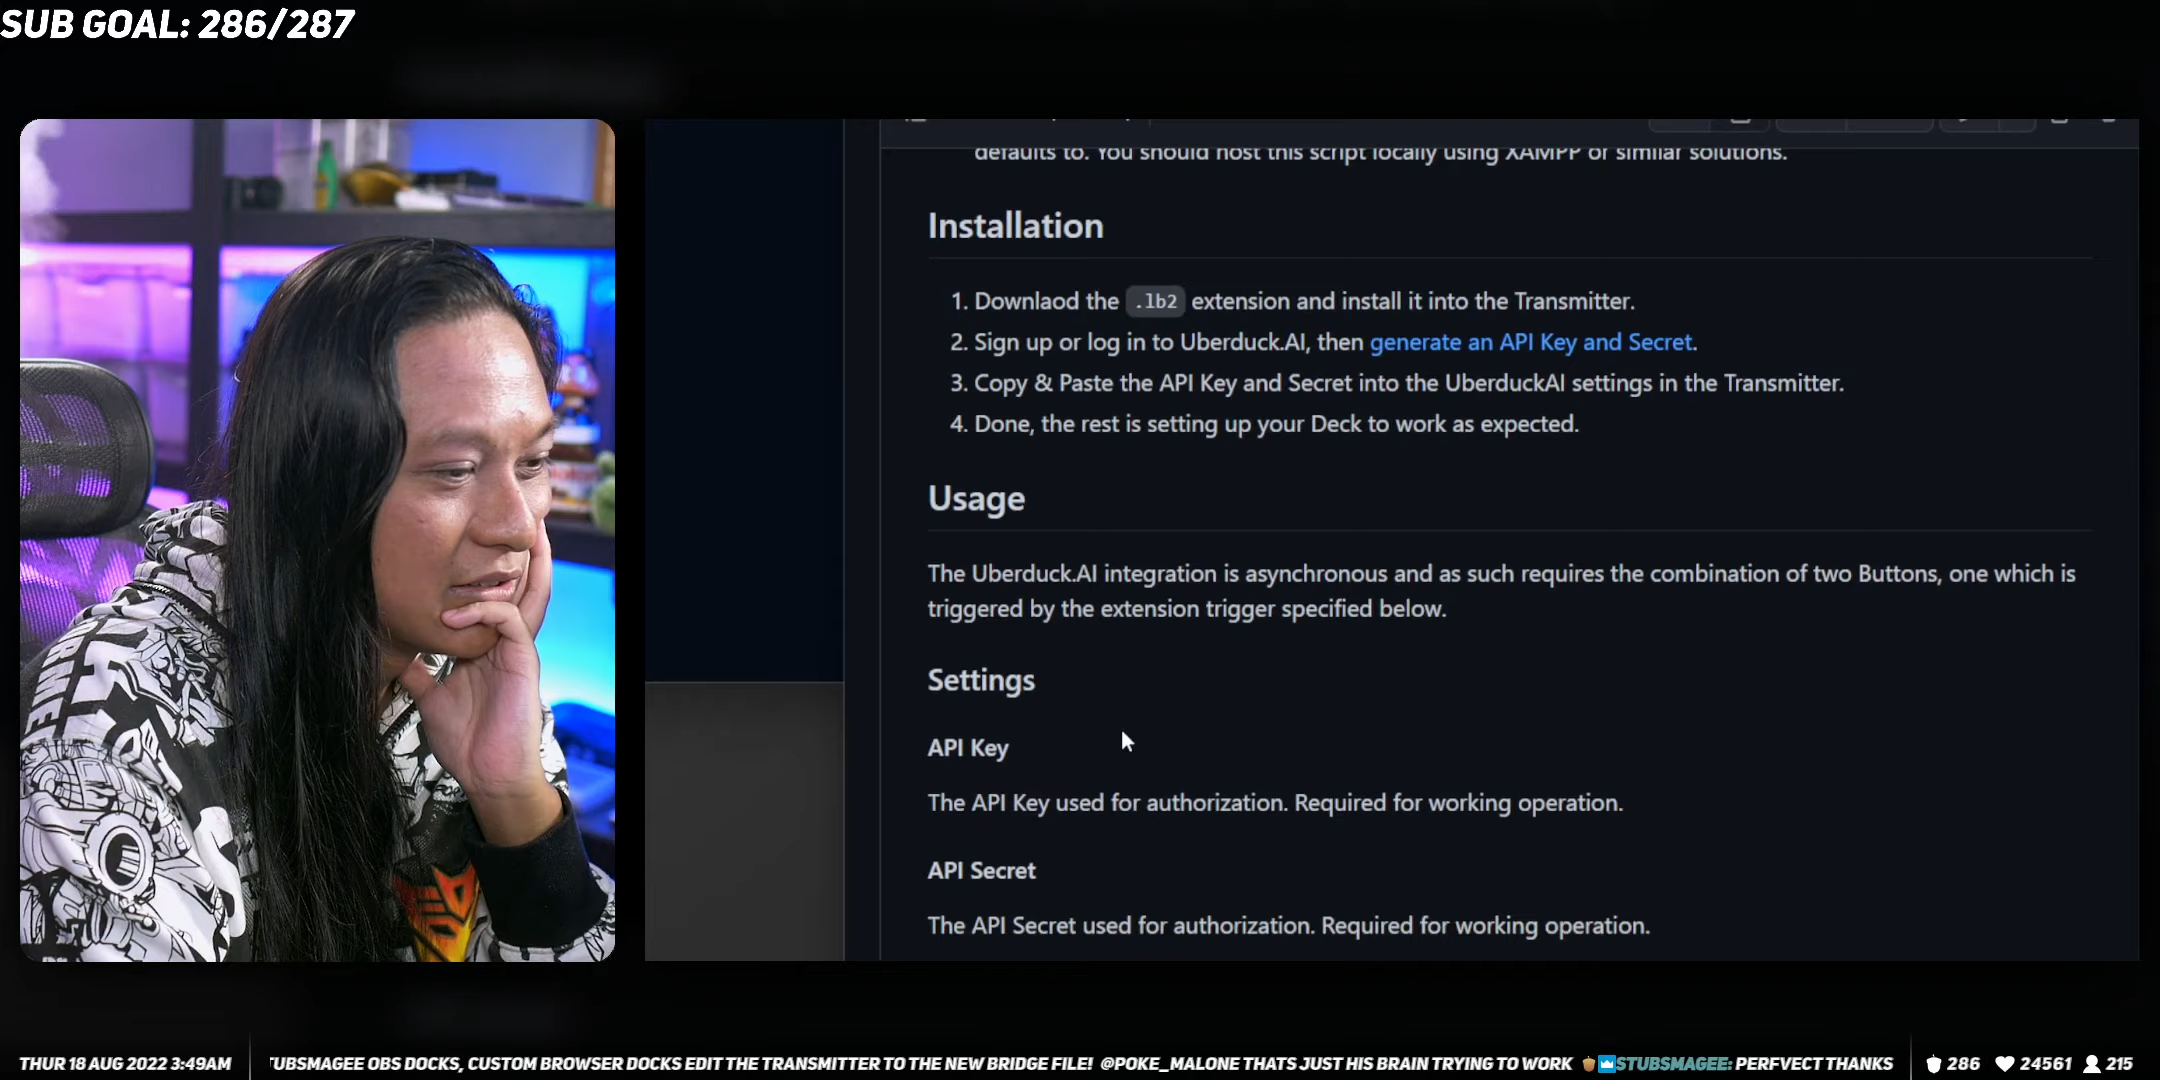 SUB GOAL: 286/287
defaults to. You should host this script locally using XAMPP or similar solutions.
Installation
1. Downlaod the .lb2 extension and install it into the Transmitter.
2. Sign up or log in to Uberduck.AI, then generate an API Key and Secret.
3. Copy & Paste the API Key and Secret into the UberduckAI settings in the Transmitter.
4. Done, the rest is setting up your Deck to work as expected.
Usage
The Uberduck.AI integration is asynchronous and as such requires the combination of two Buttons, one which is
triggered by the extension trigger specified below.
Settings
API Key
The API Key used for authorization. Required for working operation.
API Secret
The API Secret used for authorization. Required for working operation.
THUR 18 AUG 2022 3:49AM
TUBSMAGEE OBS DOCKS, CUSTOM BROWSER DOCKS EDIT THE TRANSMITTER TO THE NEW BRIDGE FILE! @POKE_MALONE THATS JUST HIS BRAIN TRYING TO WORK STUBSMAGEE: PERFVECT THANKS
286 24561 215